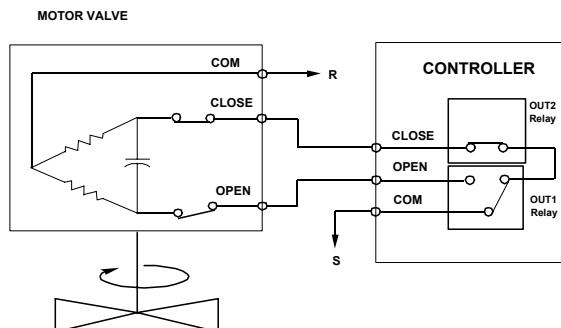 MOTOR VALVE
COM
R
CLOSE
OPEN
CONTROLLER
OUT2
Relay
CLOSE
OPEN
COM
OUT1
Relay
S